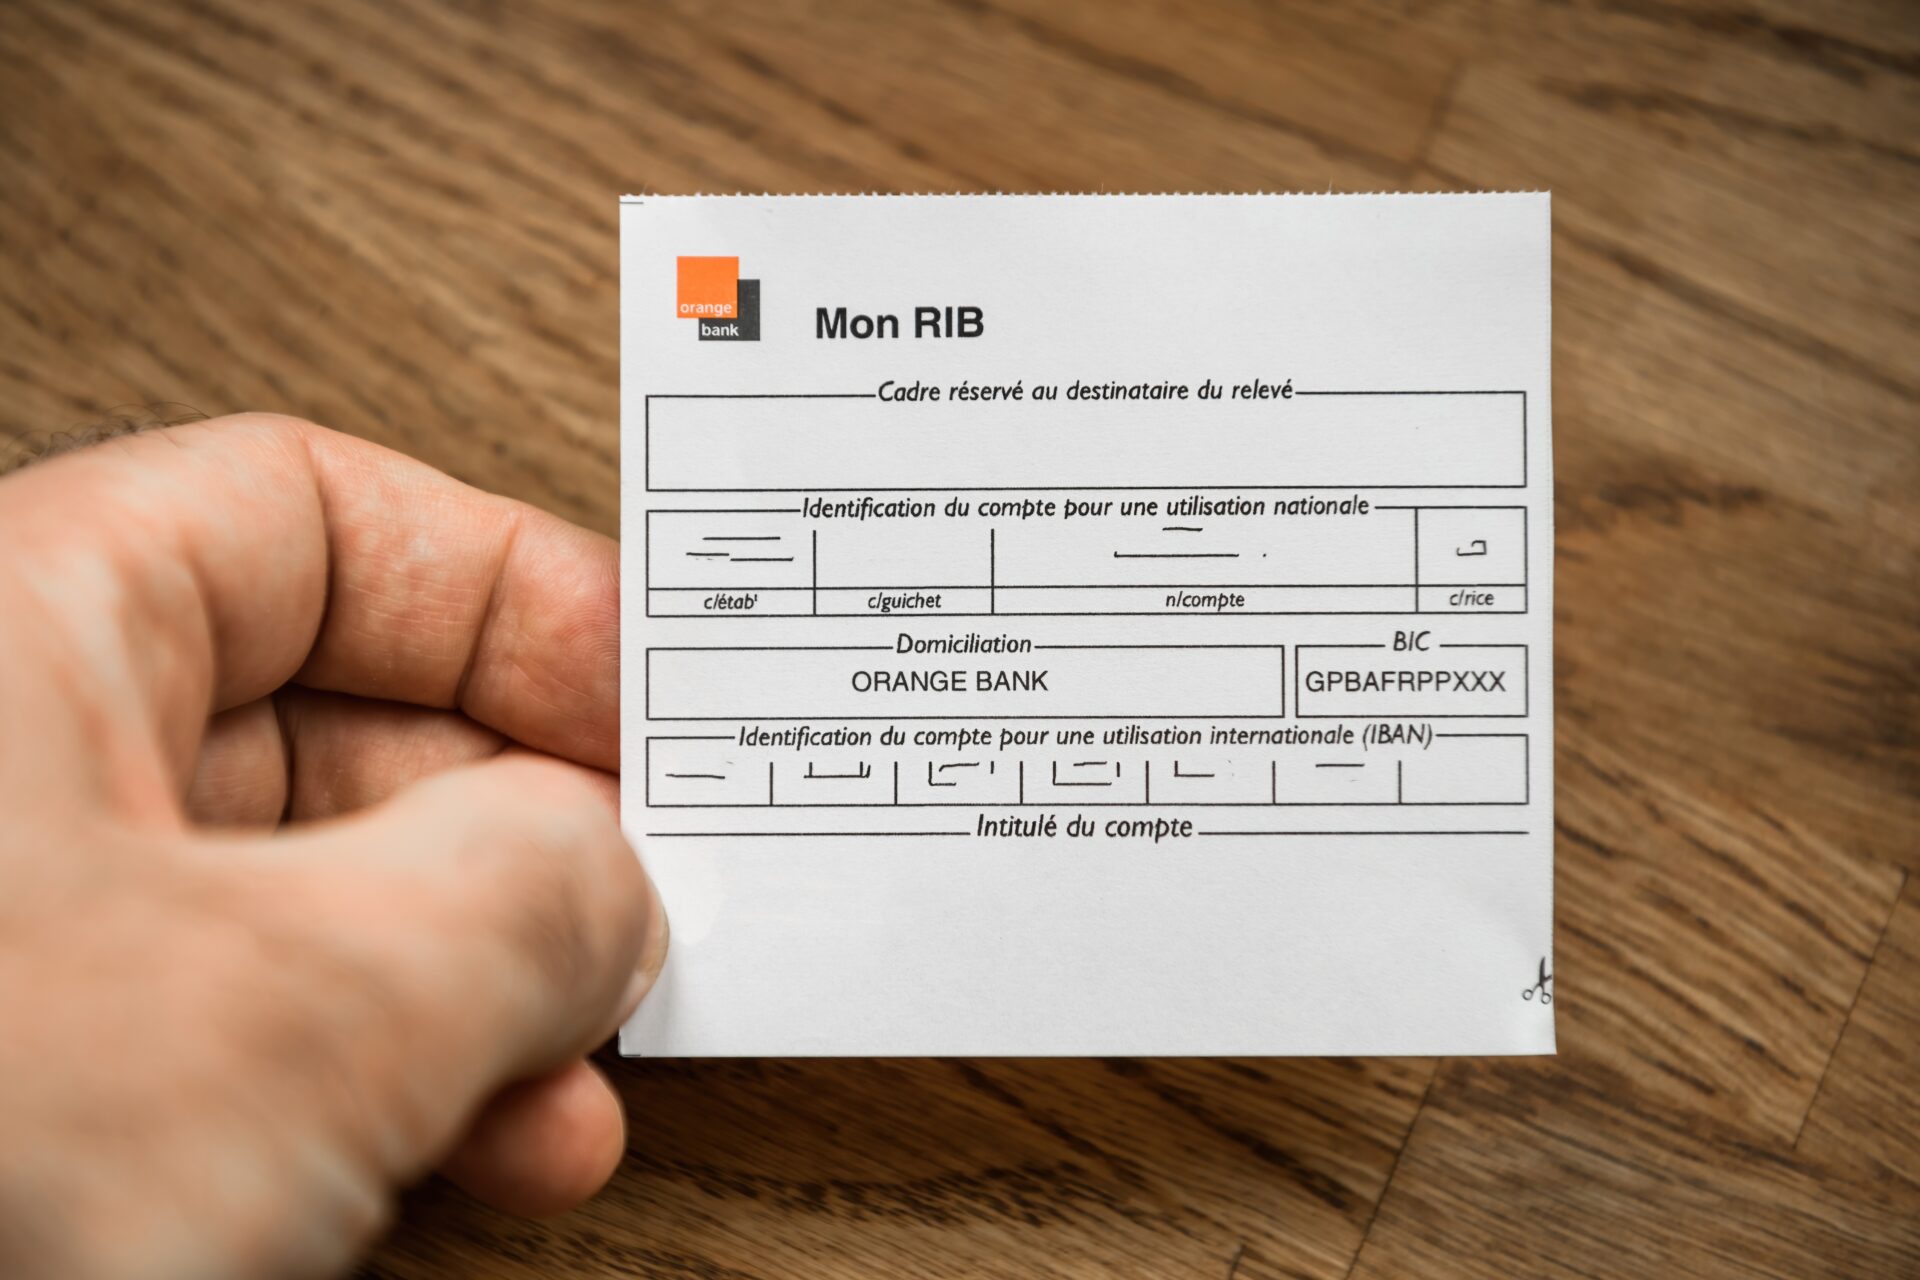 orange
bank
Mon RIB
Cadre réservé au destinataire du relevé
Identification du compte pour une utilisation nationale
c/étab' c/guichet n/compte c/rice
Domiciliation BIC
ORANGE BANK GPBAFRPPXXX
Identification du compte pour une utilisation internationale (IBAN)
Intitulé du compte